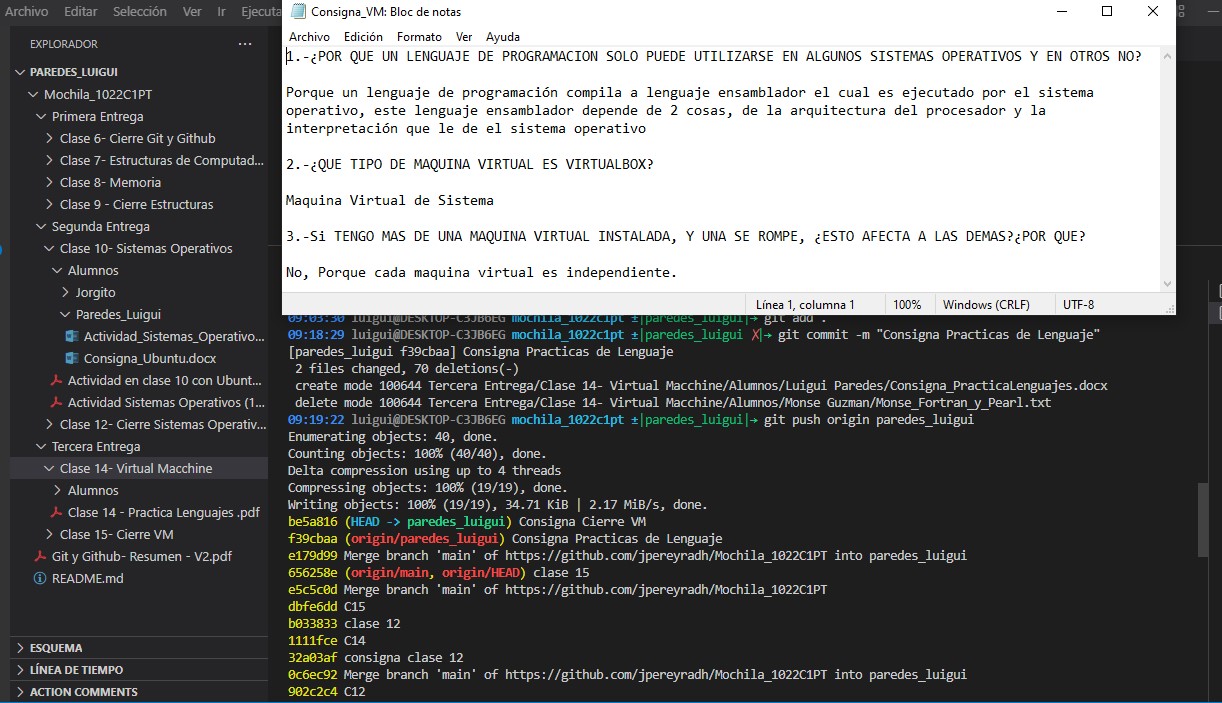 Archivo Editar Selección Ver Ir Ejecuta
EXPLORADOR
PAREDES_LUIGUI
Mochila_1022C1PT
Primera Entrega
Clase 6- Cierre Git y Github
Clase 7- Estructuras de Computad...
Clase 8- Memoria
Clase 9 - Cierre Estructuras
Segunda Entrega
Clase 10- Sistemas Operativos
Alumnos
Jorgito
Paredes_Luigui
Actividad_Sistemas_Operativo...
Consigna_Ubuntu.docx
Actividad en clase 10 con Ubunt...
Actividad Sistemas Operativos (1...
Clase 12- Cierre Sistemas Operativ...
Tercera Entrega
Clase 14- Virtual Macchine
Alumnos
Clase 14 - Practica Lenguajes .pdf
Clase 15- Cierre VM
Git y Github- Resumen - V2.pdf
README.md
ESQUEMA
LÍNEA DE TIEMPO
ACTION COMMENTS
Consigna_VM: Bloc de notas
Archivo Edición Formato Ver Ayuda
1.-¿POR QUE UN LENGUAJE DE PROGRAMACION SOLO PUEDE UTILIZARSE EN ALGUNOS SISTEMAS OPERATIVOS Y EN OTROS NO?
Porque un lenguaje de programación compila a lenguaje ensamblador el cual es ejecutado por el sistema
operativo, este lenguaje ensamblador depende de 2 cosas, de la arquitectura del procesador y la
interpretación que le de el sistema operativo
2.-¿QUE TIPO DE MAQUINA VIRTUAL ES VIRTUALBOX?
Maquina Virtual de Sistema
3.-Si TENGO MAS DE UNA MAQUINA VIRTUAL INSTALADA, Y UNA SE ROMPE, ¿ESTO AFECTA A LAS DEMAS?¿POR QUE?
No, Porque cada maquina virtual es independiente.
Línea 1, columna 1 100% Windows (CRLF) UTF-8
09:03:30 luigui@DESKTOP-C3JB6EG mochila_1022c1pt ±|paredes_luigui|→ git add .
09:18:29 luigui@DESKTOP-C3JB6EG mochila_1022c1pt ±|paredes_luigui ✗|→ git commit -m "Consigna Practicas de Lenguaje"
[paredes_luigui f39cbaa] Consigna Practicas de Lenguaje
2 files changed, 70 deletions(-)
create mode 100644 Tercera Entrega/Clase 14- Virtual Macchine/Alumnos/Luigui Paredes/Consigna_PracticaLenguajes.docx
delete mode 100644 Tercera Entrega/Clase 14- Virtual Macchine/Alumnos/Monse Guzman/Monse_Fortran_y_Pearl.txt
09:19:22 luigui@DESKTOP-C3JB6EG mochila_1022c1pt ±|paredes_luigui|→ git push origin paredes_luigui
Enumerating objects: 40, done.
Counting objects: 100% (40/40), done.
Delta compression using up to 4 threads
Compressing objects: 100% (19/19), done.
Writing objects: 100% (19/19), 34.71 KiB | 2.17 MiB/s, done.
be5a816 (HEAD -> paredes_luigui) Consigna Cierre VM
f39cbaa (origin/paredes_luigui) Consigna Practicas de Lenguaje
e179d99 Merge branch 'main' of https://github.com/jpereyradh/Mochila_1022C1PT into paredes_luigui
656258e (origin/main, origin/HEAD) clase 15
e5c5c0d Merge branch 'main' of https://github.com/jpereyradh/Mochila_1022C1PT
dbfe6dd C15
b033833 clase 12
1111fce C14
32a03af consigna clase 12
0c6ec92 Merge branch 'main' of https://github.com/jpereyradh/Mochila_1022C1PT into paredes_luigui
902c2c4 C12